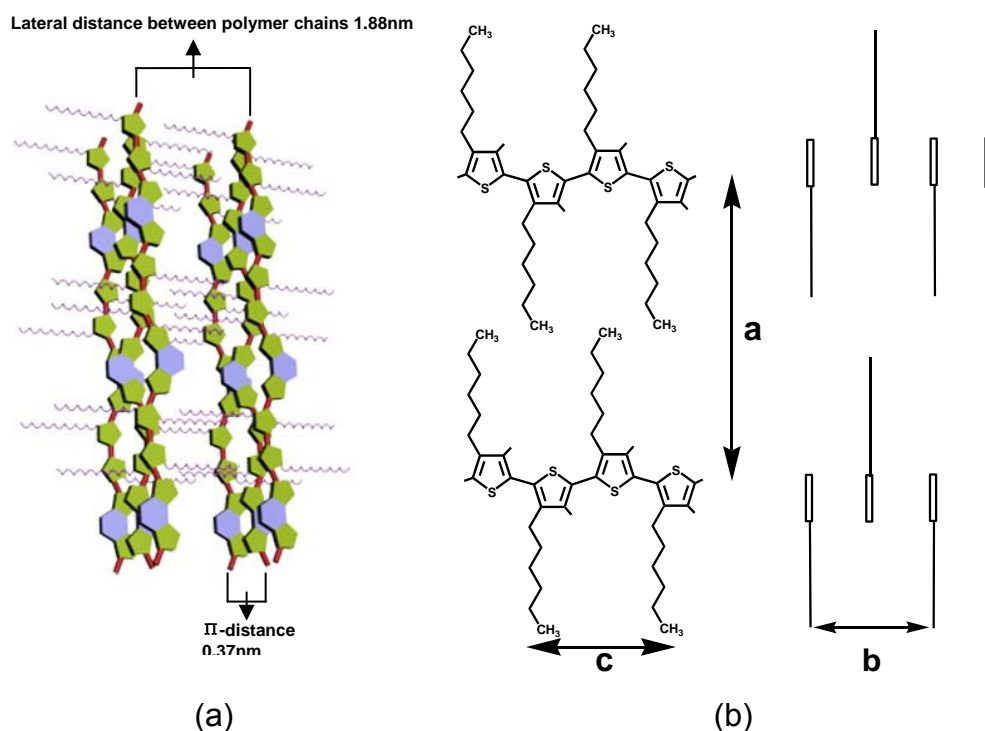 Lateral distance between polymer chains 1.88nm
Π-distance
0.37nm
(a)
CH₃
CH₃
S
S
S
S
CH₃
CH₃
a
CH₃
CH₃
S
S
S
S
CH₃
CH₃
c
b
(b)